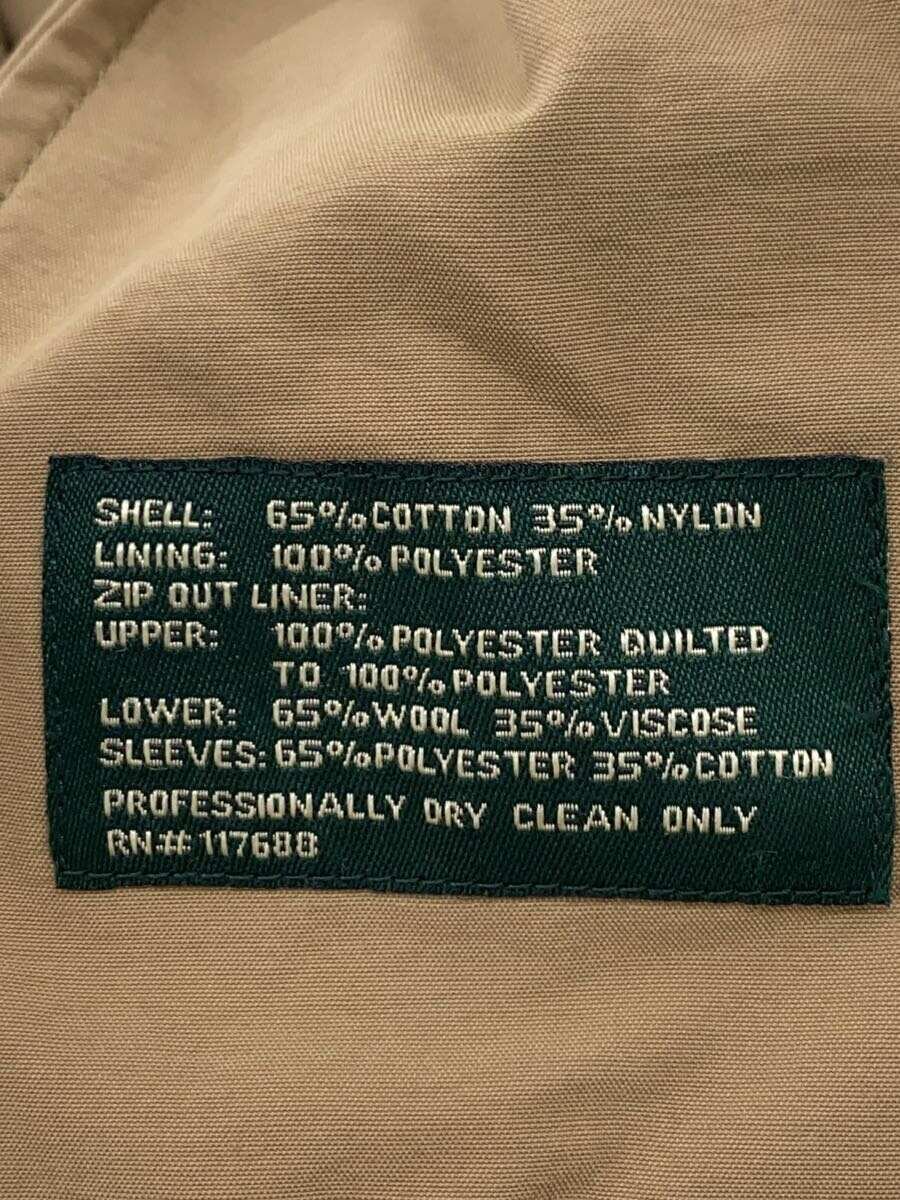 SHELL: 65% COTTON 35% NYLON
LINING: 100% POLYESTER
ZIP OUT LINER:
UPPER: 100% POLYESTER QUILTED
TO 100% POLYESTER
LOWER: 65% WOOL 35% VISCOSE
SLEEVES: 65% POLYESTER 35% COTTON
PROFESSIONALLY DRY CLEAN ONLY
RN# 117688